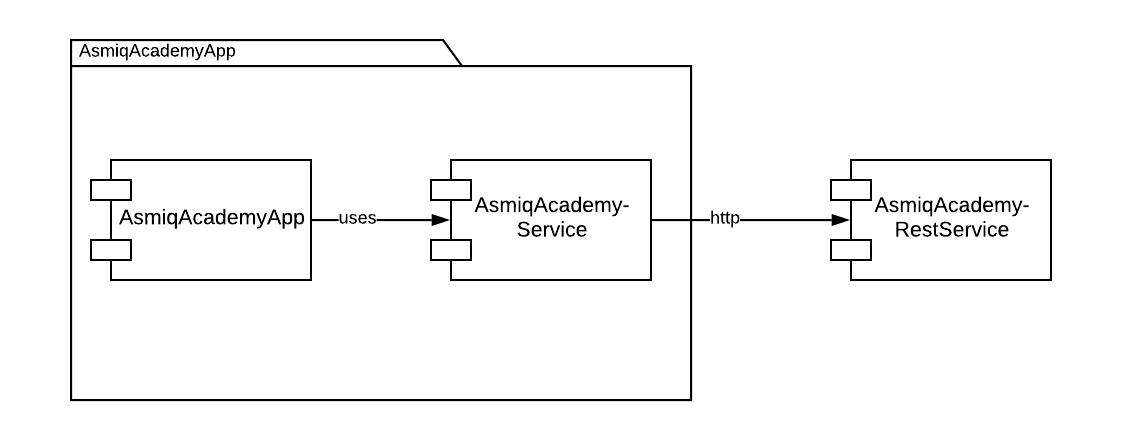 AsmiqAcademyApp
AsmiqAcademyApp
uses
AsmiqAcademy-
Service
http
AsmiqAcademy-
RestService